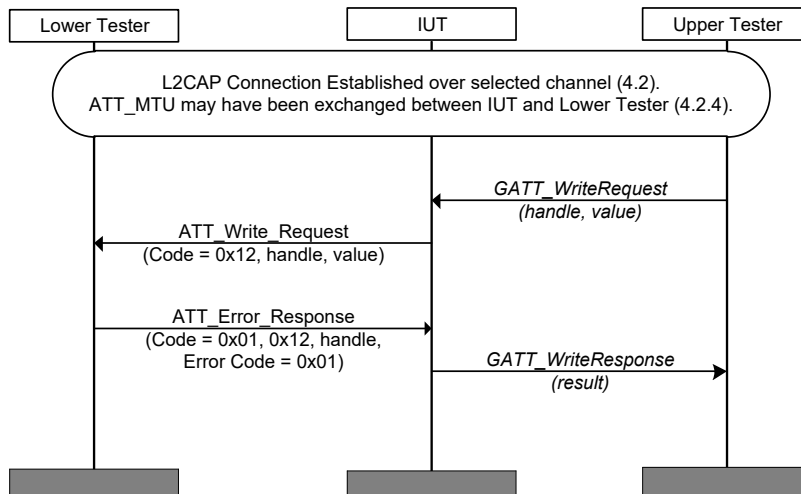 Lower Tester
IUT
Upper Tester
L2CAP Connection Established over selected channel (4.2).
ATT_MTU may have been exchanged between IUT and Lower Tester (4.2.4).
GATT_WriteRequest
(handle, value)
ATT_Write_Request
(Code = 0x12, handle, value)
ATT_Error_Response
(Code = 0x01, 0x12, handle,
Error Code = 0x01)
GATT_WriteResponse
(result)